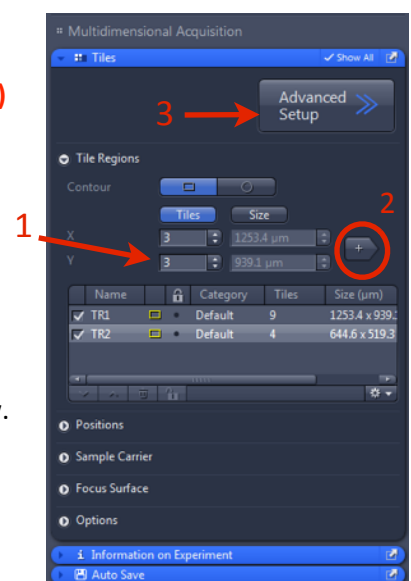 Multidimensional Acquisition
Tiles Show All
)
3 Advanced
Setup
Tile Regions
Contour
Tiles Size
2
1
X 3 1253.4 µm +
Y 3 939.1 µm
Name Category Tiles Size (µm)
TR1 Default 9 1253.4 x 939.:
TR2 Default 4 644.6 x 519.3
.
Positions
Sample Carrier
Focus Surface
Options
i Information on Experiment
Auto Save